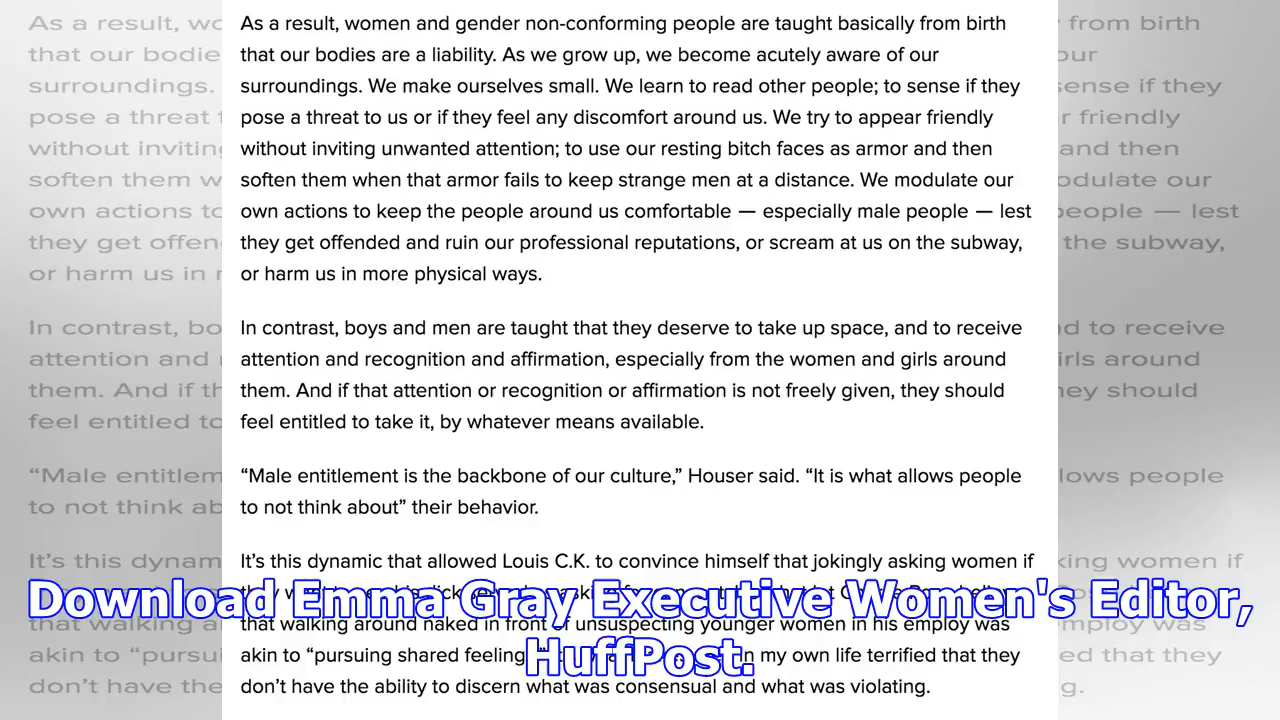 As a result, women and gender non-conforming people are taught basically from birth
that our bodies are a liability. As we grow up, we become acutely aware of our
surroundings. We make ourselves small. We learn to read other people; to sense if they
pose a threat to us or if they feel any discomfort around us. We try to appear friendly
without inviting unwanted attention; to use our resting bitch faces as armor and then
soften them when that armor fails to keep strange men at a distance. We modulate our
own actions to keep the people around us comfortable — especially male people — lest
they get offended and ruin our professional reputations, or scream at us on the subway,
or harm us in more physical ways.
In contrast, boys and men are taught that they deserve to take up space, and to receive
attention and recognition and affirmation, especially from the women and girls around
them. And if that attention or recognition or affirmation is not freely given, they should
feel entitled to take it, by whatever means available.
“Male entitlement is the backbone of our culture,” Houser said. “It is what allows people
to not think about” their behavior.
It’s this dynamic that allowed Louis C.K. to convince himself that jokingly asking women if
that walking around naked in front of unsuspecting younger women in his employ was
akin to “pursuing shared feeling in my own life terrified that they
don’t have the ability to discern what was consensual and what was violating.
Download Emma Gray Executive Women's Editor,
HuffPost.